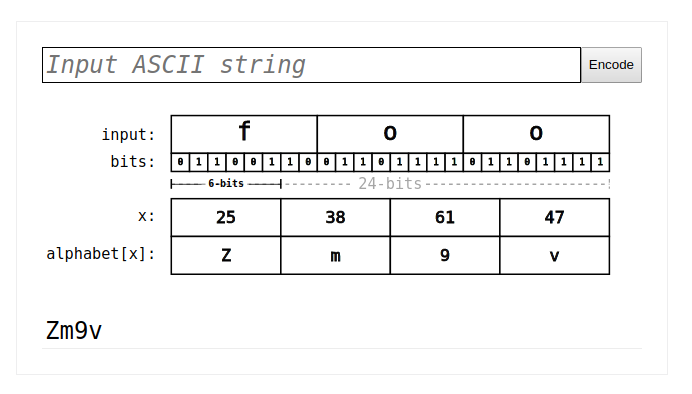 Input ASCII string Encode
input: f o o
bits: 0 1 1 0 0 1 1 0 0 1 1 0 1 1 1 1 0 1 1 0 1 1 1 1
6-bits 24-bits
x: 25 38 61 47
alphabet[x]: Z m 9 v
Zm9v